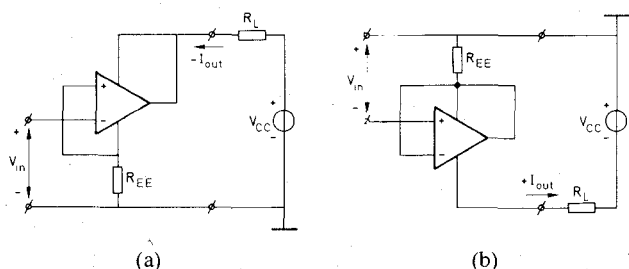 R_L
−I_out
+
−
+
V_in
−
R_EE
+
V_CC
−
(a)
+
V_in
−
R_EE
+
−
+
V_CC
−
+I_out
R_L
(b)